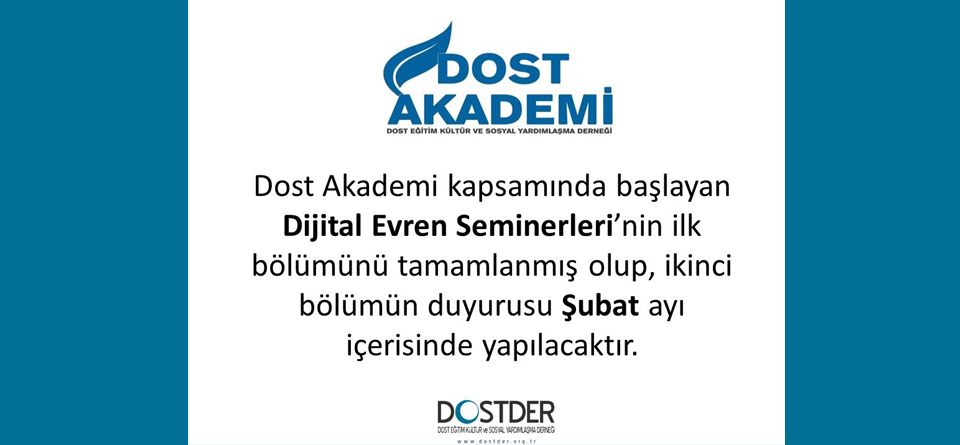 DOST
AKADEMİ
DOST EĞİTİM KÜLTÜR VE SOSYAL YARDIMLAŞMA DERNEĞİ
Dost Akademi kapsamında başlayan
Dijital Evren Seminerleri’nin ilk
bölümünü tamamlanmış olup, ikinci
bölümün duyurusu Şubat ayı
içerisinde yapılacaktır.
DOSTDER
DOST EĞİTİM KÜLTÜR ve SOSYAL YARDIMLAŞMA DERNEĞİ
www.dostder.org.tr